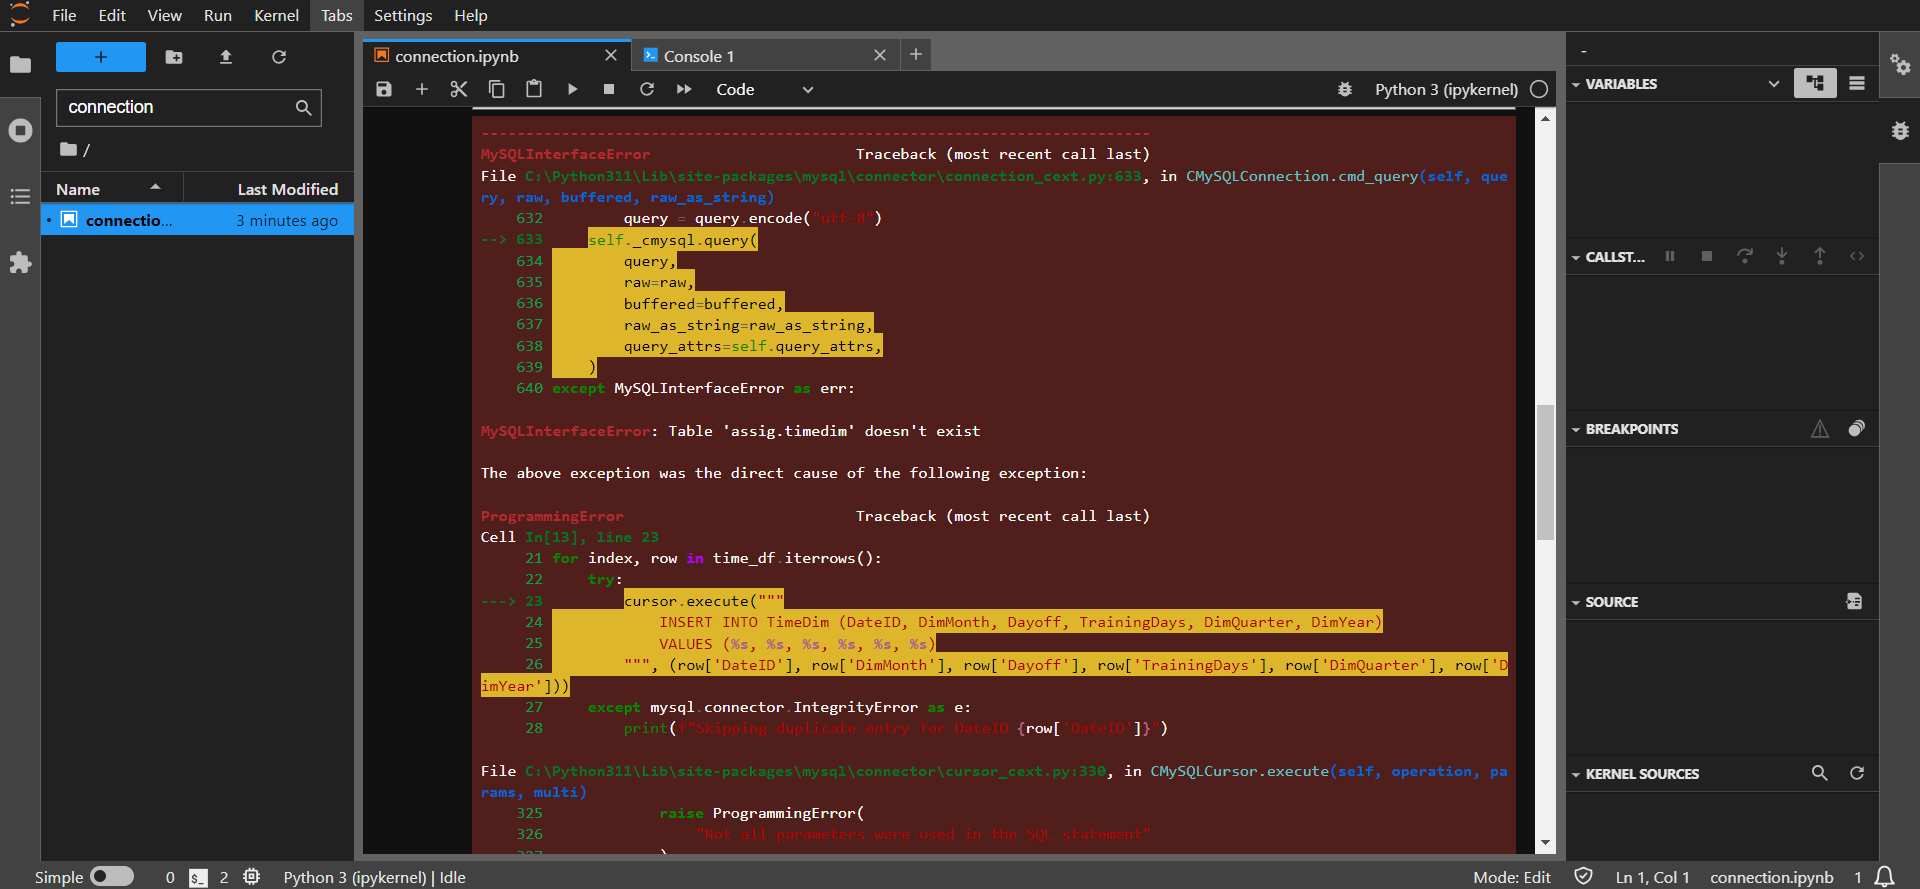 File Edit View Run Kernel Tabs Settings Help
+
connection
/
Name Last Modified
connectio... 3 minutes ago
connection.ipynb
Console 1
Code
Python 3 (ipykernel)
---------------------------------------------------------------------------
MySQLInterfaceError Traceback (most recent call last)
File C:\Python311\Lib\site-packages\mysql\connector\connection_cext.py:633, in CMySQLConnection.cmd_query(self, que
ry, raw, buffered, raw_as_string)
632 query = query.encode("utf-8")
--> 633 self._cmysql.query(
634 query,
635 raw=raw,
636 buffered=buffered,
637 raw_as_string=raw_as_string,
638 query_attrs=self.query_attrs,
639 )
640 except MySQLInterfaceError as err:
MySQLInterfaceError: Table 'assig.timedim' doesn't exist
The above exception was the direct cause of the following exception:
ProgrammingError Traceback (most recent call last)
Cell In[13], line 23
21 for index, row in time_df.iterrows():
22 try:
---> 23 cursor.execute("""
24 INSERT INTO TimeDim (DateID, DimMonth, Dayoff, TrainingDays, DimQuarter, DimYear)
25 VALUES (%s, %s, %s, %s, %s, %s)
26 """, (row['DateID'], row['DimMonth'], row['Dayoff'], row['TrainingDays'], row['DimQuarter'], row['D
imYear']))
27 except mysql.connector.IntegrityError as e:
28 print(f"Skipping duplicate entry for DateID {row['DateID']}")
File C:\Python311\Lib\site-packages\mysql\connector\cursor_cext.py:330, in CMySQLCursor.execute(self, operation, pa
rams, multi)
325 raise ProgrammingError(
326 "Not all parameters were used in the SQL statement"
327 )
-
VARIABLES
CALLST...
BREAKPOINTS
SOURCE
KERNEL SOURCES
Simple 0 $_ 2 Python 3 (ipykernel) | Idle Mode: Edit Ln 1, Col 1 connection.ipynb 1